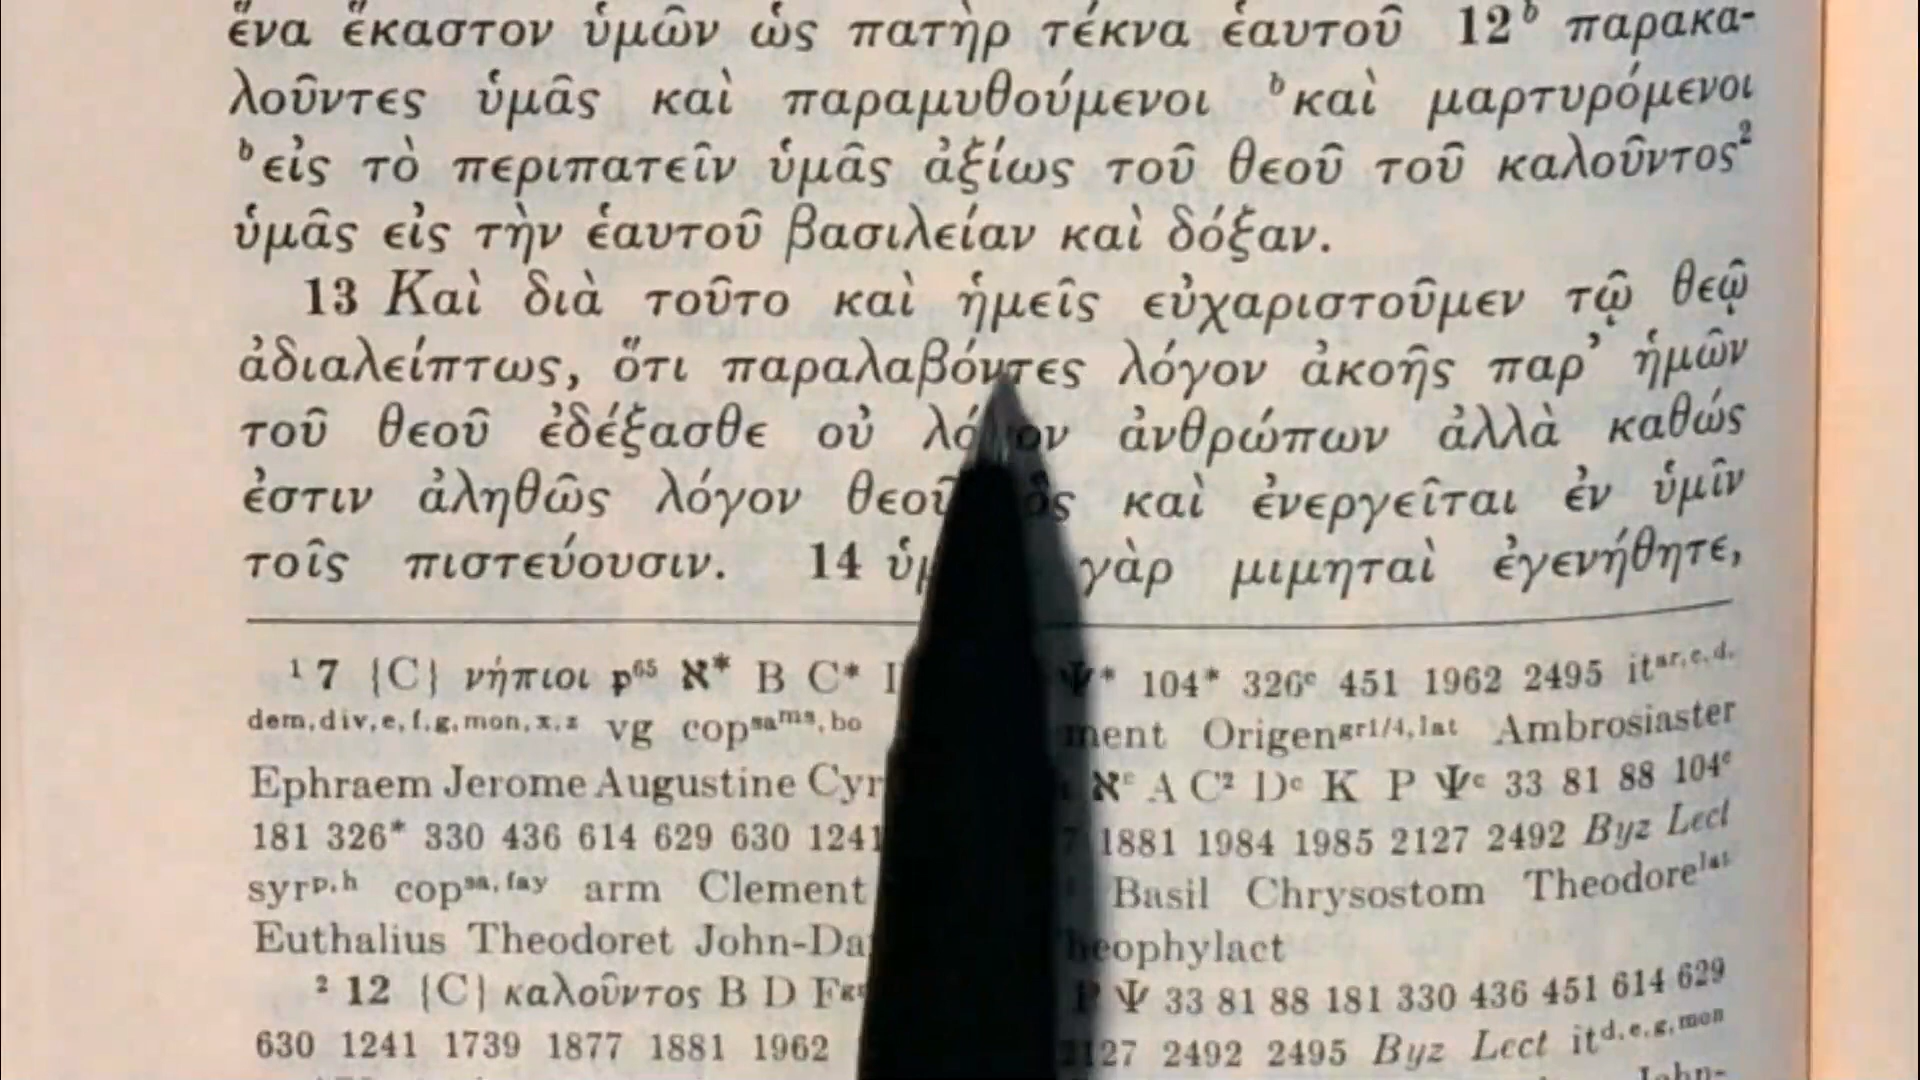 ἕνα ἕκαστον ὑμῶν ὡς πατὴρ τέκνα ἑαυτοῦ 12 ᵇ παρακα-
λοῦντες ὑμᾶς καὶ παραμυθούμενοι ᵇ καὶ μαρτυρόμενοι
ᵇ εἰς τὸ περιπατεῖν ὑμᾶς ἀξίως τοῦ θεοῦ τοῦ καλοῦντος²
ὑμᾶς εἰς τὴν ἑαυτοῦ βασιλείαν καὶ δόξαν.
13 Καὶ διὰ τοῦτο καὶ ἡμεῖς εὐχαριστοῦμεν τῷ θεῷ
ἀδιαλείπτως, ὅτι παραλαβόντες λόγον ἀκοῆς παρ’ ἡμῶν
τοῦ θεοῦ ἐδέξασθε οὐ λόγον ἀνθρώπων ἀλλὰ καθώς
ἐστιν ἀληθῶς λόγον θεοῦ ὃς καὶ ἐνεργεῖται ἐν ὑμῖν
τοῖς πιστεύουσιν. 14 γὰρ μιμηταὶ ἐγενήθητε,
¹ 7 {C} νήπιοι p⁶⁵ ℵ* B C* Ψ* 104* 326ᶜ 451 1962 2495 itar,c,d,
dem,div,e,f,g,mon,x,z vg copsams,bo Origengr1/4,lat Ambrosiaster
Ephraem Jerome Augustine ℵᶜ A C² Dᶜ K P Ψᶜ 33 81 88 104ᶜ
181 326* 330 436 614 629 630 1241 1881 1984 1985 2127 2492 Byz Lect
syrp,h copsa,fay arm Clement Basil Chrysostom Theodorelat
Euthalius Theodoret Theophylact
² 12 {C} καλοῦντος B D P Ψ 33 81 88 181 330 436 451 614 629
630 1241 1739 1877 1881 1962 2127 2492 2495 Byz Lect itd,e,g,mon
John-